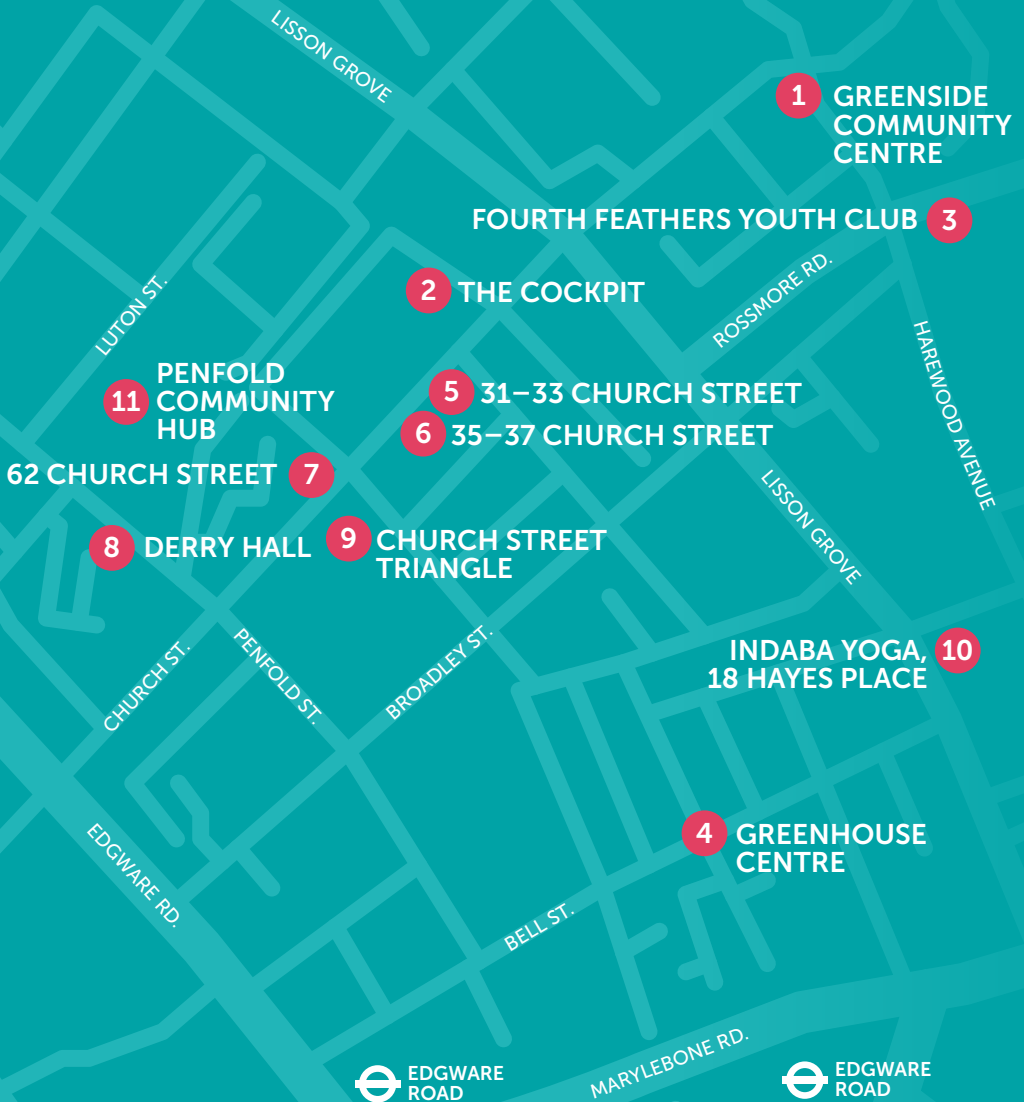 LISSON GROVE
1 GREENSIDE
COMMUNITY
CENTRE
FOURTH FEATHERS YOUTH CLUB 3
ROSSMORE RD.
2 THE COCKPIT
LUTON ST.
HAREWOOD AVENUE
11 PENFOLD
COMMUNITY
HUB
5 31–33 CHURCH STREET
6 35–37 CHURCH STREET
62 CHURCH STREET 7
LISSON GROVE
8 DERRY HALL
9 CHURCH STREET
TRIANGLE
CHURCH ST.
PENFOLD ST.
BROADLEY ST.
INDABA YOGA, 10
18 HAYES PLACE
EDGWARE RD.
4 GREENHOUSE
CENTRE
BELL ST.
MARYLEBONE RD.
EDGWARE
ROAD
EDGWARE
ROAD